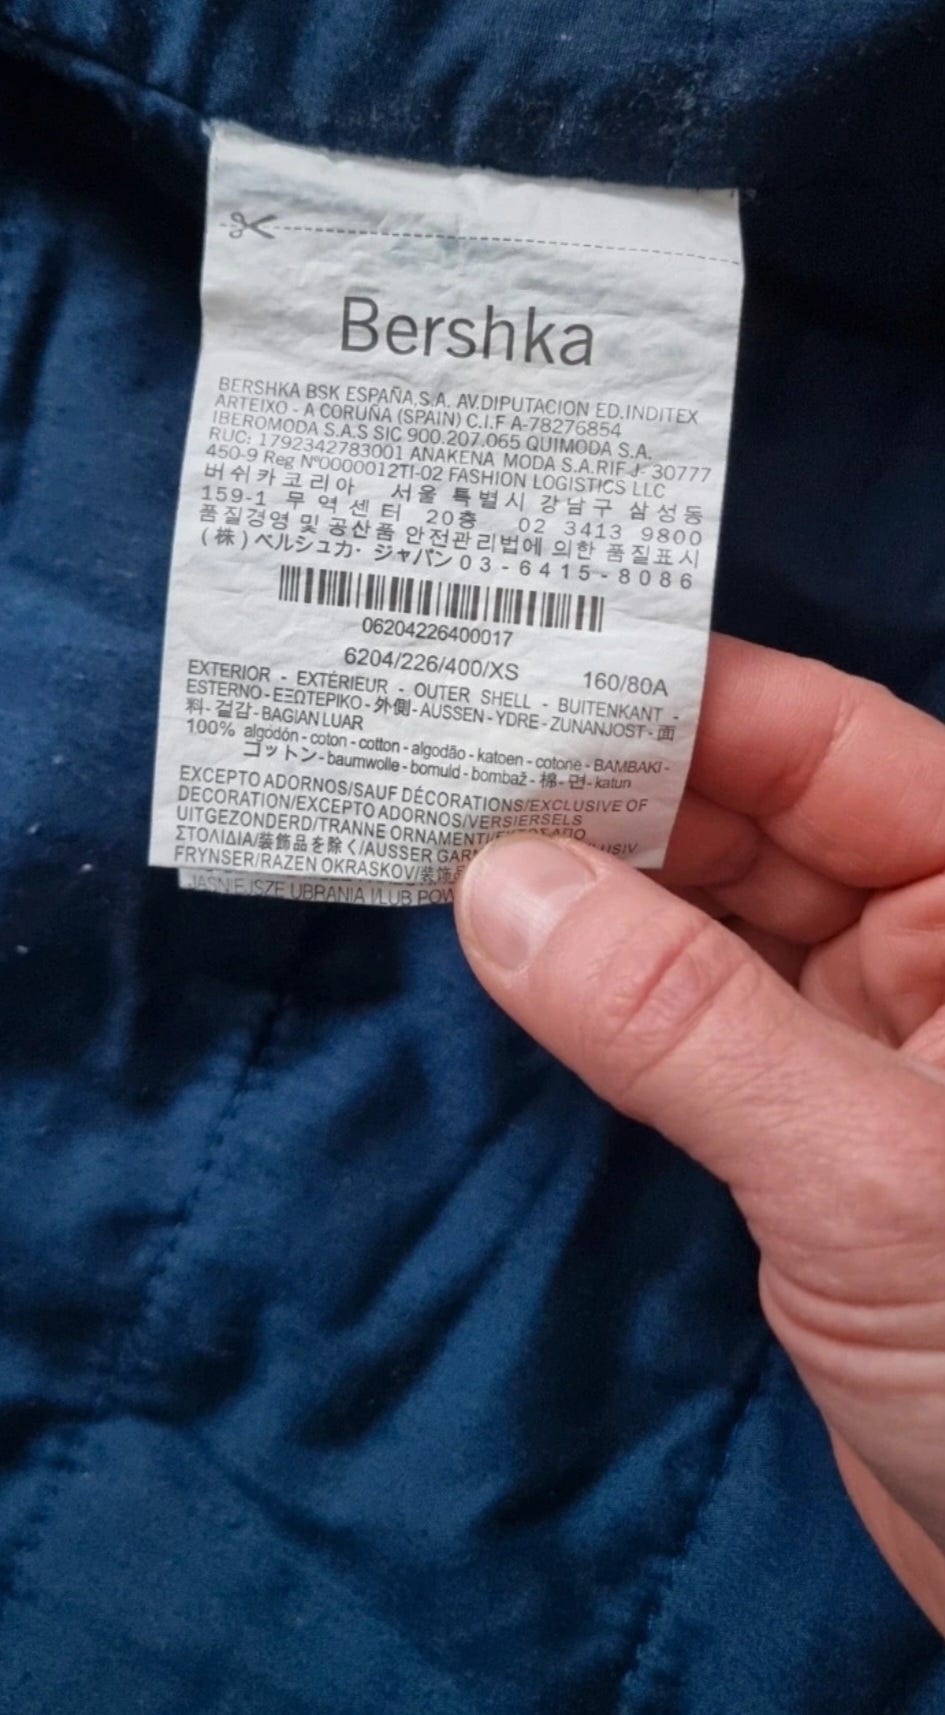 Bershka
BERSHKA BSK ESPAÑA,S.A. AV.DIPUTACION ED.INDITEX
ARTEIXO - A CORUÑA (SPAIN) C.I.F A-78276854
IBEROMODA S.A.S SIC 900.207.065 QUIMODA S.A.
RUC: 1792342783001 ANAKENA MODA S.A.RIF J- 30777
450-9 Reg Nº0000012TI-02 FASHION LOGISTICS LLC
버쉬카코리아 서울 특별시 강남구 삼성동
159-1 무역센터 20층 02 3413 9800
품질경영 및 공산품 안전관리법에 의한 품질표시
(株)ベルシュカ・ジャパン03-6415-8086
06204226400017
6204/226/400/XS 160/80A
EXTERIOR - EXTÉRIEUR - OUTER SHELL - BUITENKANT -
ESTERNO-ΕΞΩΤΕΡΙΚΟ-外側-AUSSEN-YDRE-ZUNANJOST-面
料-겉감-BAGIAN LUAR
100% algodón-coton-cotton-algodão-katoen-cotone-BAMBAKI-
コットン-baumwolle-bomuld-bombaž-棉-면-katun
EXCEPTO ADORNOS/SAUF DÉCORATIONS/EXCLUSIVE OF
DECORATION/EXCEPTO ADORNOS/VERSIERSELS
UITGEZONDERD/TRANNE ORNAMENTI/
ΣΤΟΛΙΔΙΑ/装飾品を除く/AUSSER
FRYNSER/RAZEN OKRASKOV/装饰
JAŚNIEJSZE UBRANIA I/LUB